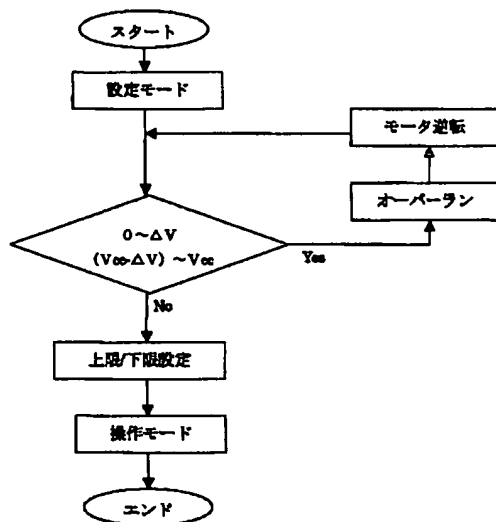 スタート
設定モード
モータ逆転
オーバーラン
0～△V
(Vcc-△V) ～Vcc
Yes
No
上限/下限設定
操作モード
エンド